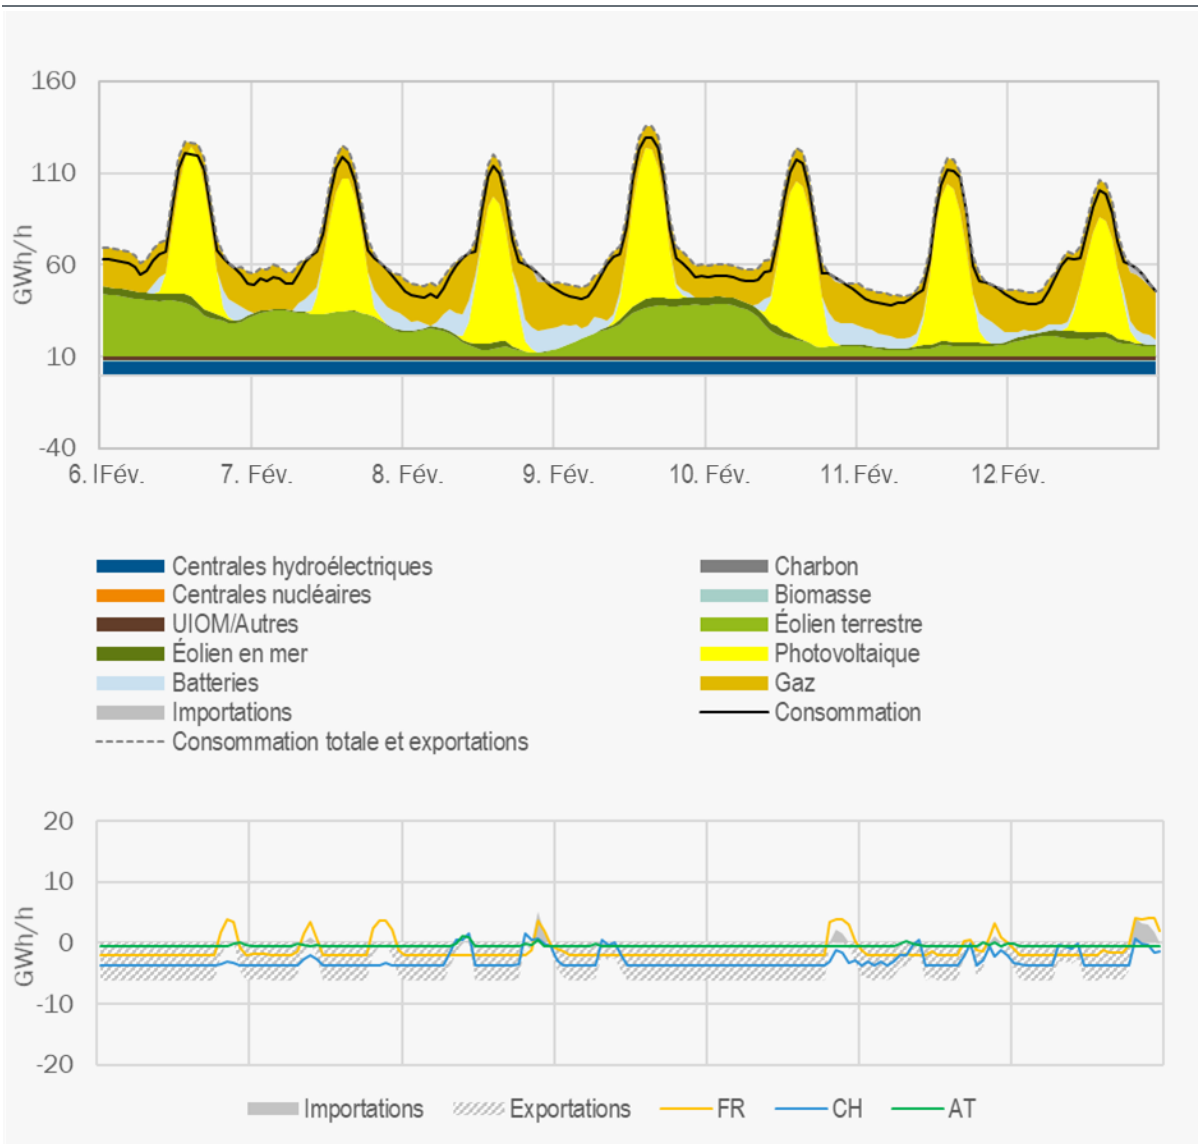 160
110
60
10
-40
GWh/h
6. IFév.
7. Fév.
8. Fév.
9. Fév.
10. Fév.
11. Fév.
12.Fév.
Centrales hydroélectriques
Charbon
Centrales nucléaires
Biomasse
UIOM/Autres
Éolien terrestre
Éolien en mer
Photovoltaique
Batteries
Gaz
Importations
Consommation
Consommation totale et exportations
20
10
0
-10
-20
GWh/h
Importations
Exportations
FR
CH
AT